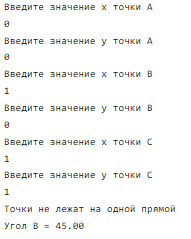 Введите значение x точки A
0
Введите значение y точки A
0
Введите значение x точки B
1
Введите значение y точки B
0
Введите значение x точки C
1
Введите значение y точки C
1
Точки не лежат на одной прямой
Угол B = 45.00